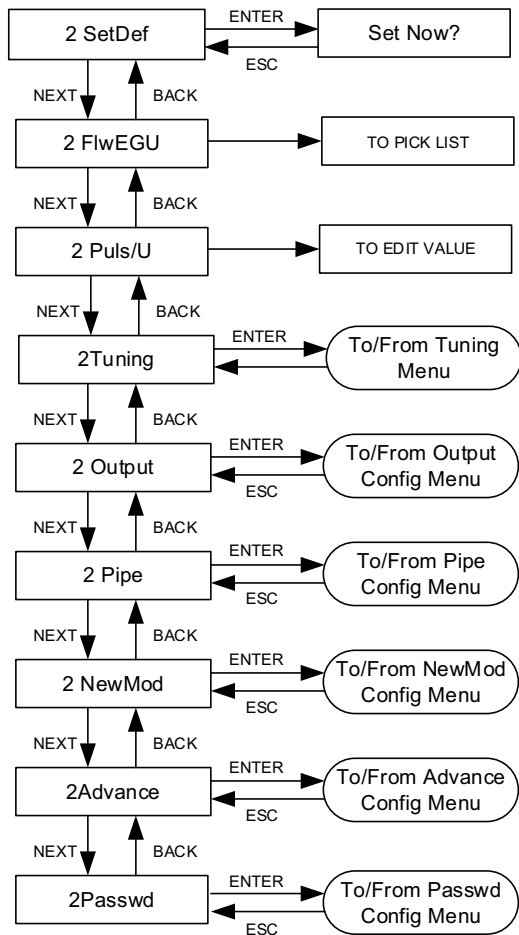 2 SetDef
ENTER
ESC
Set Now?
NEXT
BACK
2 FlwEGU
TO PICK LIST
NEXT
BACK
2 Puls/U
TO EDIT VALUE
NEXT
BACK
2Tuning
ENTER
To/From Tuning
Menu
NEXT
BACK
2 Output
ENTER
ESC
To/From Output
Config Menu
NEXT
BACK
2 Pipe
ENTER
ESC
To/From Pipe
Config Menu
NEXT
BACK
2 NewMod
ENTER
ESC
To/From NewMod
Config Menu
NEXT
BACK
2Advance
ENTER
ESC
To/From Advance
Config Menu
NEXT
BACK
2Passwd
ENTER
ESC
To/From Passwd
Config Menu